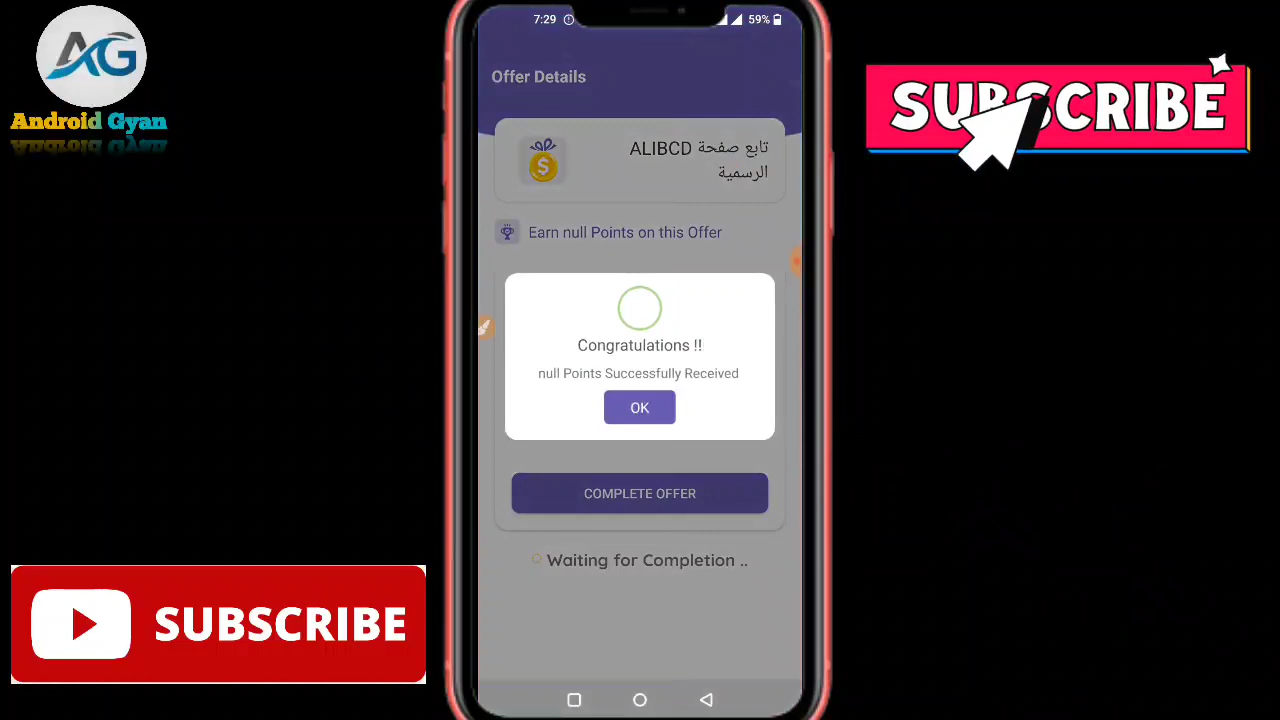 AG
Android Gyan
7:29
59%
Offer Details
تابع صفحة ALIBCD
الرسمية
Earn null Points on this Offer
Congratulations !!
null Points Successfully Received
OK
COMPLETE OFFER
Waiting for Completion ..
SUBSCRIBE
SUBSCRIBE